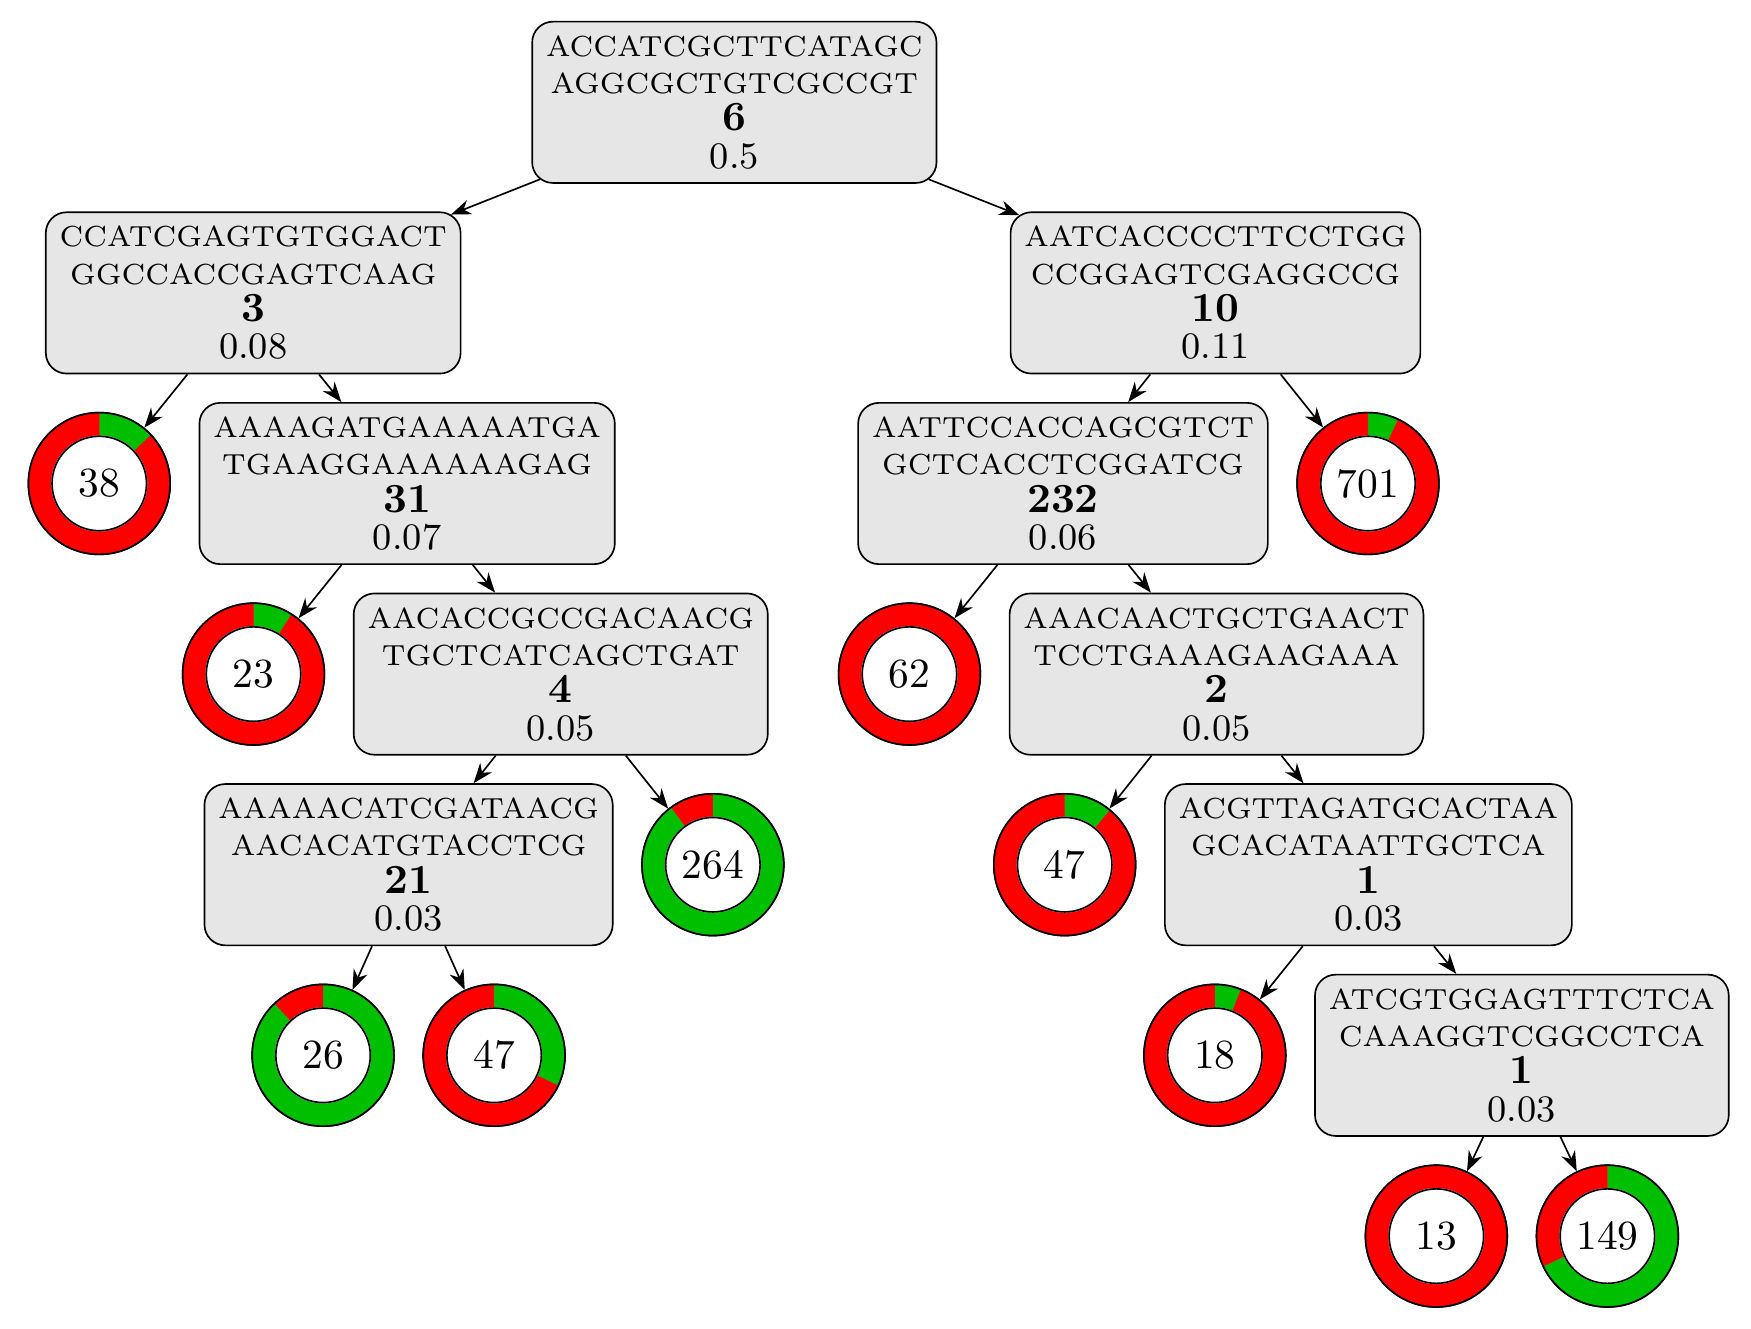 ACCATCGCTTCATAGC
AGGCGCTGTCGCCGT
6
0.5
CCATCGAGTGTGGACT
GGCCACCGAGTCAAG
3
0.08
AATCACCCCTTCCTGG
CCGGAGTCGAGGCCG
10
0.11
38
AAAAGATGAAAAATGA
TGAAGGAAAAAAGAG
31
0.07
AATTCCACCAGCGTCT
GCTCACCTCGGATCG
232
0.06
701
23
AACACCGCCGACAACG
TGCTCATCAGCTGAT
4
0.05
62
AAACAACTGCTGAACT
TCCTGAAAGAAGAAA
2
0.05
AAAAACATCGATAACG
AACACATGTACCTCG
21
0.03
264
47
ACGTTAGATGCACTAA
GCACATAATTGCTCA
1
0.03
26
47
18
ATCGTGGAGTTTCTCA
CAAAGGTCGGCCTCA
1
0.03
13
149